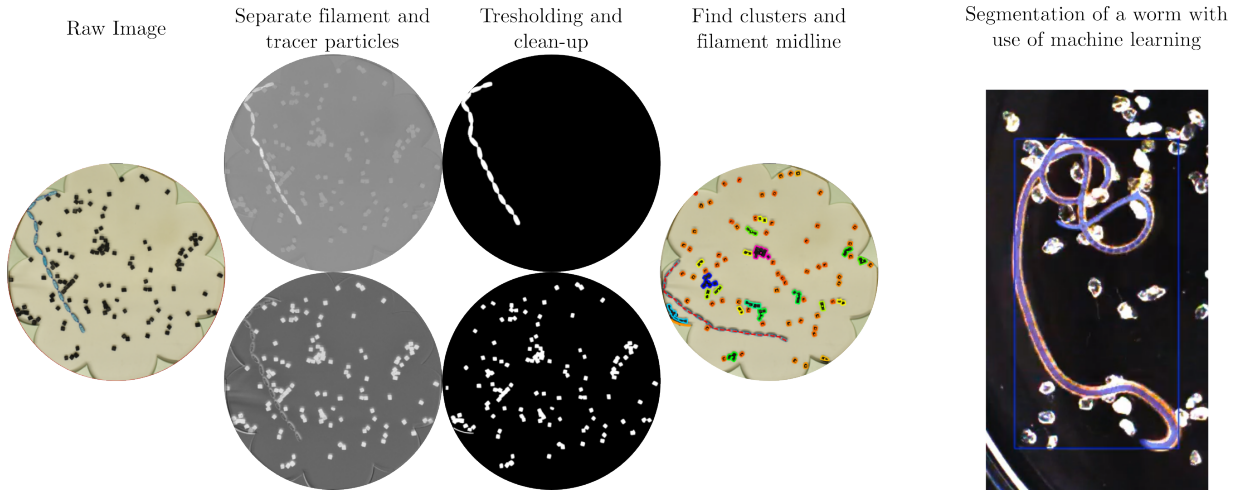 Raw Image
Separate filament and
tracer particles
Tresholding and
clean-up
Find clusters and
filament midline
Segmentation of a worm with
use of machine learning